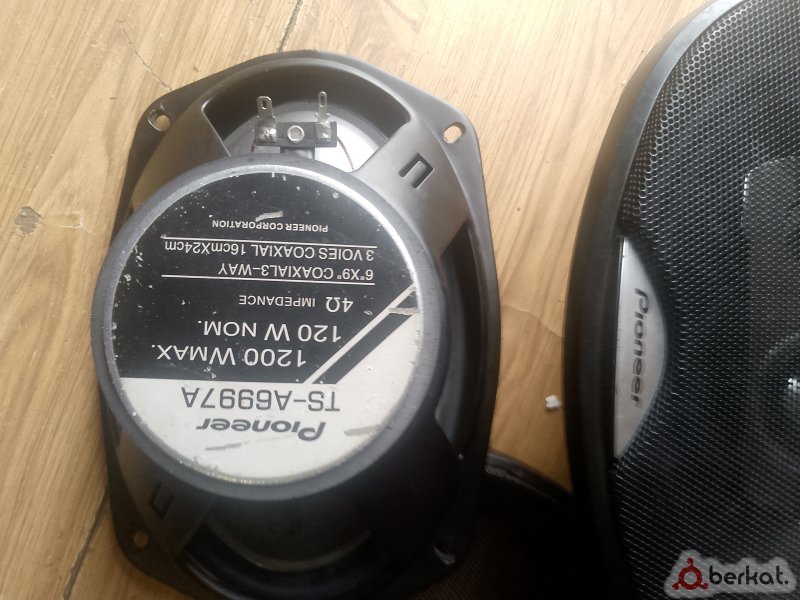 Pioneer
TS-A6997A
1200 WMAX.
120 W NOM.
4Ω IMPEDANCE
6"X9" COAXIAL3-WAY
3 VOIES COAXIAL 16cmX24cm
PIONEER CORPORATION
Pioneer
berkat.